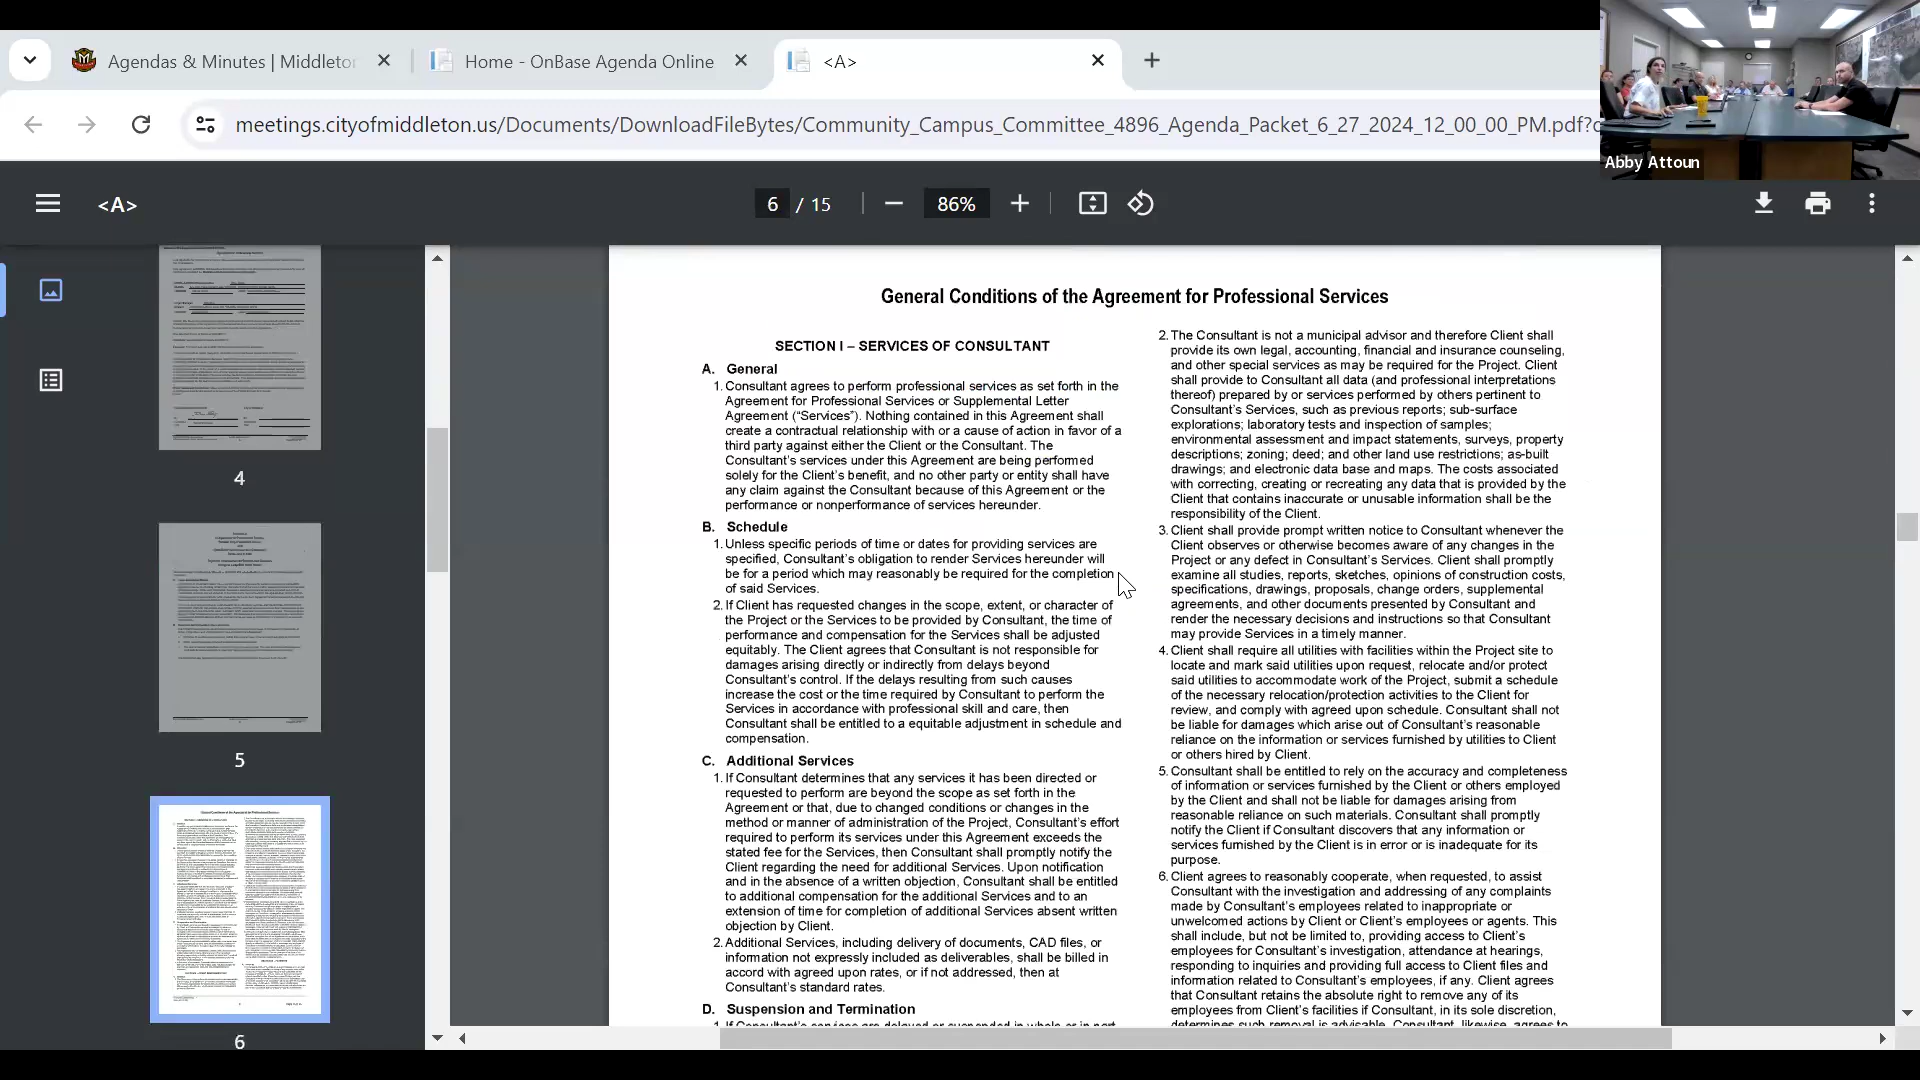 Agendas & Minutes | Middleto
Home - OnBase Agenda Online
<A>
meetings.cityofmiddleton.us/Documents/DownloadFileBytes/Community_Campus_Committee_4896_Agenda_Packet_6_27_2024_12_00_00_PM.pdf?
Abby Attoun
<A>
6 / 15
86%
4
5
6
General Conditions of the Agreement for Professional Services
SECTION I – SERVICES OF CONSULTANT
A. General
1. Consultant agrees to perform professional services as set forth in the
Agreement for Professional Services or Supplemental Letter
Agreement (“Services”). Nothing contained in this Agreement shall
create a contractual relationship with or a cause of action in favor of a
third party against either the Client or the Consultant. The
Consultant’s services under this Agreement are being performed
solely for the Client’s benefit, and no other party or entity shall have
any claim against the Consultant because of this Agreement or the
performance or nonperformance of services hereunder.
B. Schedule
1. Unless specific periods of time or dates for providing services are
specified, Consultant’s obligation to render Services hereunder will
be for a period which may reasonably be required for the completion
of said Services.
2. If Client has requested changes in the scope, extent, or character of
the Project or the Services to be provided by Consultant, the time of
performance and compensation for the Services shall be adjusted
equitably. The Client agrees that Consultant is not responsible for
damages arising directly or indirectly from delays beyond
Consultant’s control. If the delays resulting from such causes
increase the cost or the time required by Consultant to perform the
Services in accordance with professional skill and care, then
Consultant shall be entitled to a equitable adjustment in schedule and
compensation.
C. Additional Services
1. If Consultant determines that any services it has been directed or
requested to perform are beyond the scope as set forth in the
Agreement or that, due to changed conditions or changes in the
method or manner of administration of the Project, Consultant’s effort
required to perform its services under this Agreement exceeds the
stated fee for the Services, then Consultant shall promptly notify the
Client regarding the need for additional Services. Upon notification
and in the absence of a written objection, Consultant shall be entitled
to additional compensation for the additional Services and to an
extension of time for completion of additional Services absent written
objection by Client.
2. Additional Services, including delivery of documents, CAD files, or
information not expressly included as deliverables, shall be billed in
accord with agreed upon rates, or if not addressed, then at
Consultant’s standard rates.
D. Suspension and Termination
1. If Consultant’s services are delayed or suspended in whole or in part
2. The Consultant is not a municipal advisor and therefore Client shall
provide its own legal, accounting, financial and insurance counseling,
and other special services as may be required for the Project. Client
shall provide to Consultant all data (and professional interpretations
thereof) prepared by or services performed by others pertinent to
Consultant’s Services, such as previous reports; sub-surface
explorations; laboratory tests and inspection of samples;
environmental assessment and impact statements, surveys, property
descriptions; zoning; deed; and other land use restrictions; as-built
drawings; and electronic data base and maps. The costs associated
with correcting, creating or recreating any data that is provided by the
Client that contains inaccurate or unusable information shall be the
responsibility of the Client.
3. Client shall provide prompt written notice to Consultant whenever the
Client observes or otherwise becomes aware of any changes in the
Project or any defect in Consultant’s Services. Client shall promptly
examine all studies, reports, sketches, opinions of construction costs,
specifications, drawings, proposals, change orders, supplemental
agreements, and other documents presented by Consultant and
render the necessary decisions and instructions so that Consultant
may provide Services in a timely manner.
4. Client shall require all utilities with facilities within the Project site to
locate and mark said utilities upon request, relocate and/or protect
said utilities to accommodate work of the Project, submit a schedule
of the necessary relocation/protection activities to the Client for
review, and comply with agreed upon schedule. Consultant shall not
be liable for damages which arise out of Consultant’s reasonable
reliance on the information or services furnished by utilities to Client
or others hired by Client.
5. Consultant shall be entitled to rely on the accuracy and completeness
of information or services furnished by the Client or others employed
by the Client and shall not be liable for damages arising from
reasonable reliance on such materials. Consultant shall promptly
notify the Client if Consultant discovers that any information or
services furnished by the Client is in error or is inadequate for its
purpose.
6. Client agrees to reasonably cooperate, when requested, to assist
Consultant with the investigation and addressing of any complaints
made by Consultant’s employees related to inappropriate or
unwelcomed actions by Client or Client’s employees or agents. This
shall include, but not be limited to, providing access to Client’s
employees for Consultant’s investigation, attendance at hearings,
responding to inquiries and providing full access to Client files and
information related to Consultant’s employees, if any. Client agrees
that Consultant retains the absolute right to remove any of its
employees from Client’s facilities if Consultant, in its sole discretion,
determines such removal is advisable. Consultant, likewise, agrees to